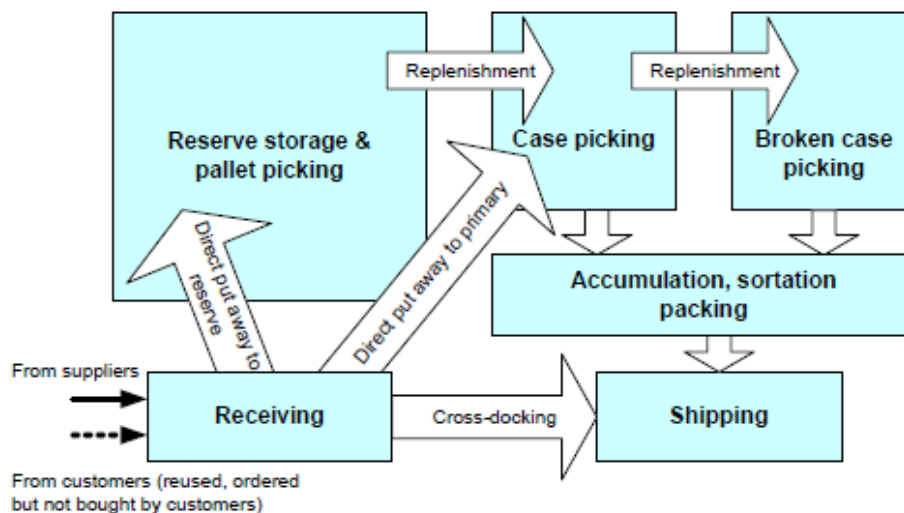 Replenishment
Replenishment
Reserve storage &
pallet picking
Case picking
Broken case
picking
Direct put away to
reserve
Direct put away to primary
Accumulation, sortation
packing
From suppliers
Receiving
Cross-docking
Shipping
From customers (reused, ordered
but not bought by customers)